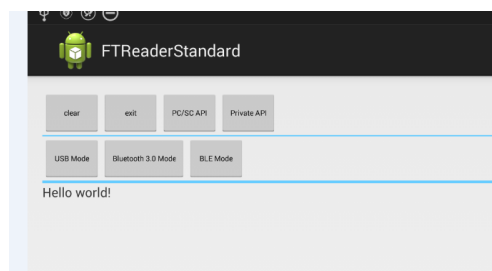 FTReaderStandard
clear exit PC/SC API Private API
USB Mode Bluetooth 3.0 Mode BLE Mode
Hello world!